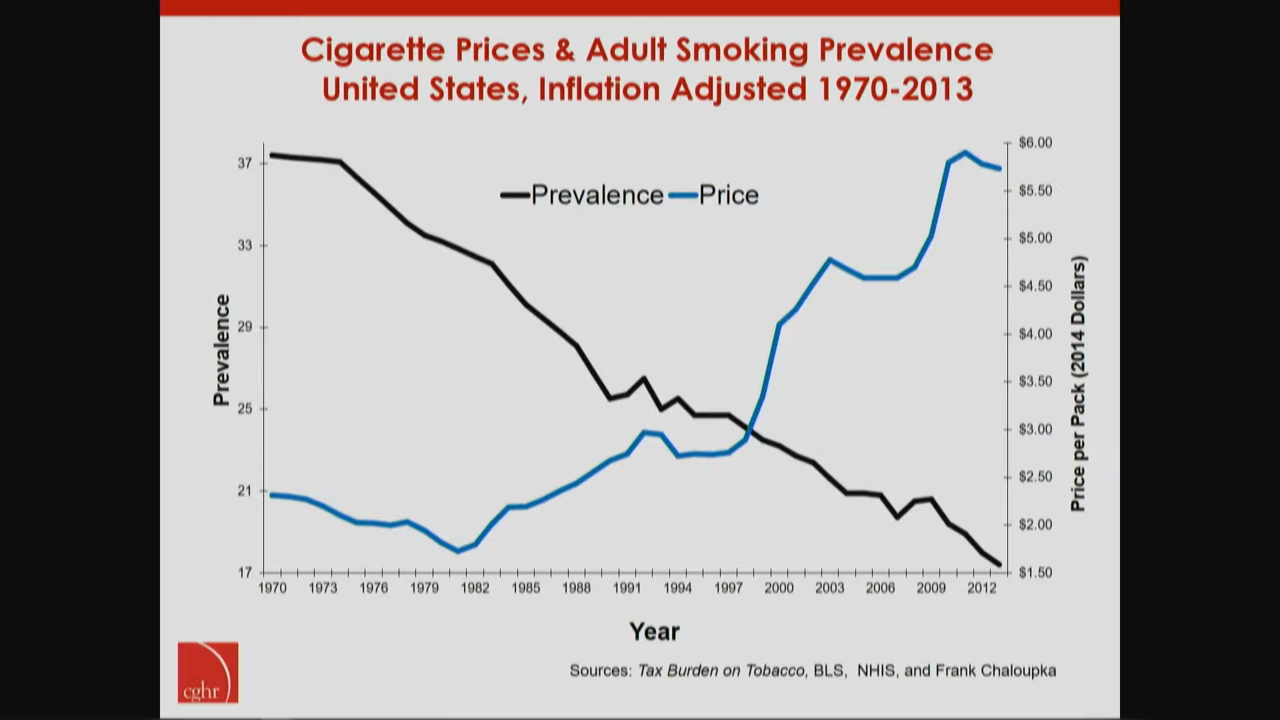 Cigarette Prices & Adult Smoking Prevalence
United States, Inflation Adjusted 1970-2013
Prevalence Price
37
33
29
25
21
17
Prevalence
$6.00
$5.50
$5.00
$4.50
$4.00
$3.50
$3.00
$2.50
$2.00
$1.50
Price per Pack (2014 Dollars)
1970 1973 1976 1979 1982 1985 1988 1991 1994 1997 2000 2003 2006 2009 2012
Year
Sources: Tax Burden on Tobacco, BLS, NHIS, and Frank Chaloupka
cghr